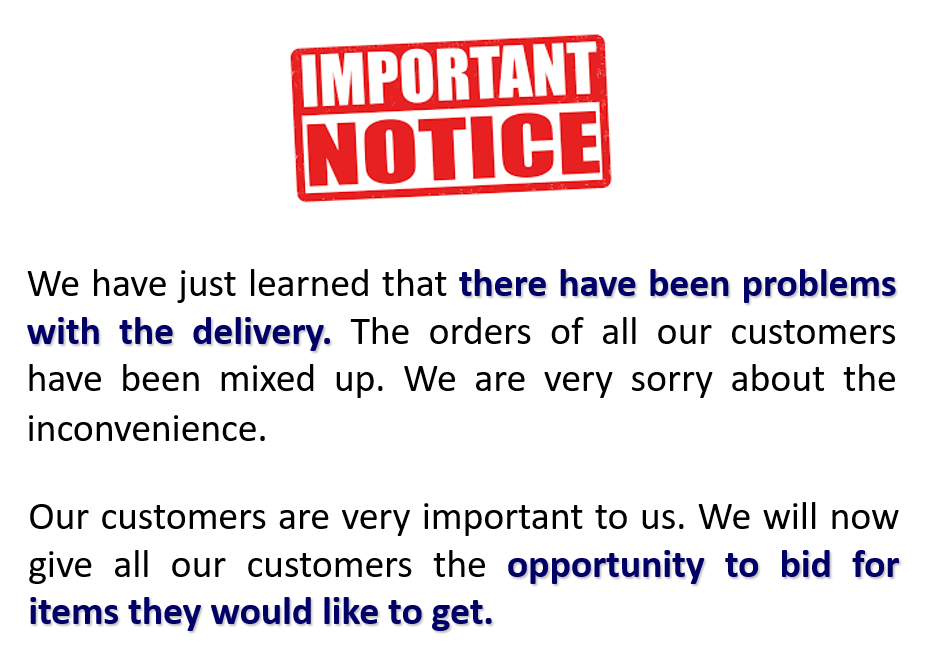 IMPORTANT
NOTICE
We have just learned that there have been problems
with the delivery. The orders of all our customers
have been mixed up. We are very sorry about the
inconvenience.
Our customers are very important to us. We will now
give all our customers the opportunity to bid for
items they would like to get.